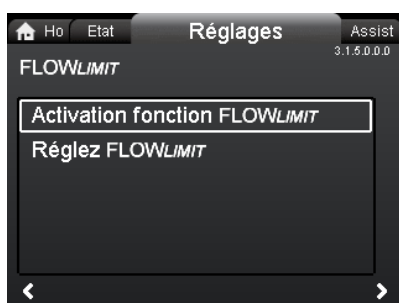 Ho Etat Réglages Assist
3.1.5.0.0.0
FLOWLIMIT
Activation fonction FLOWLIMIT
Réglez FLOWLIMIT